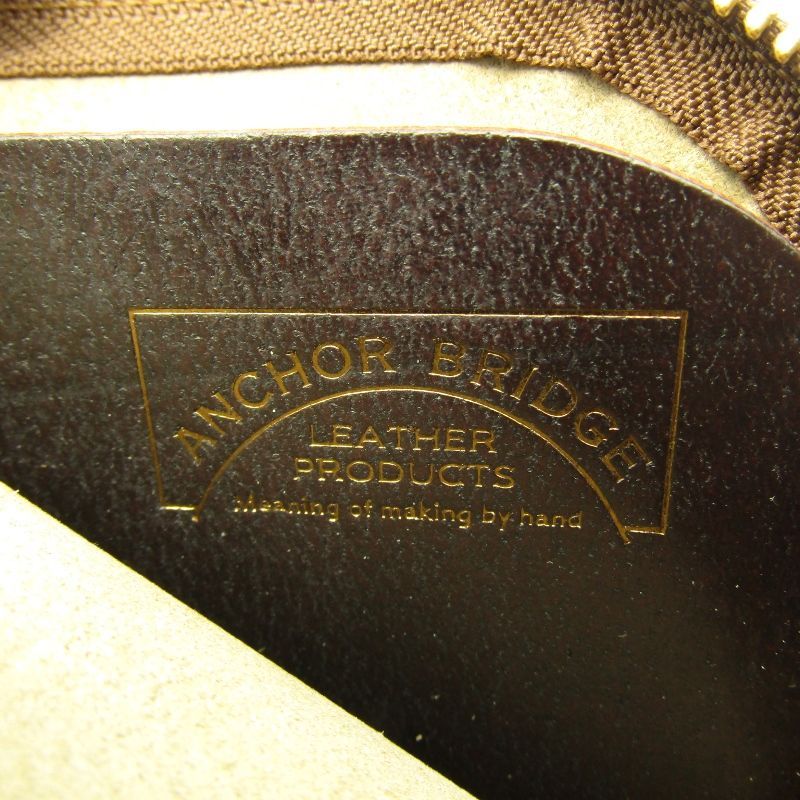 ANCHOR BRIDGE
LEATHER
PRODUCTS
Meaning of making by hand